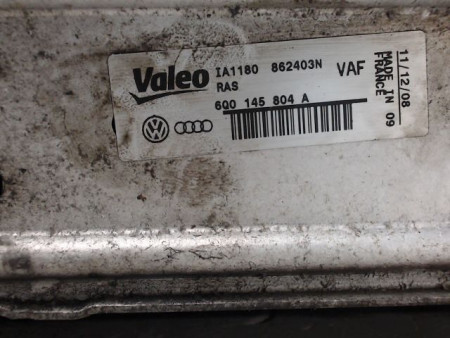 Valeo IA1180 862403N VAF
RAS
6Q0 145 804 A
11/12/08
MADE IN 09
FRANCE